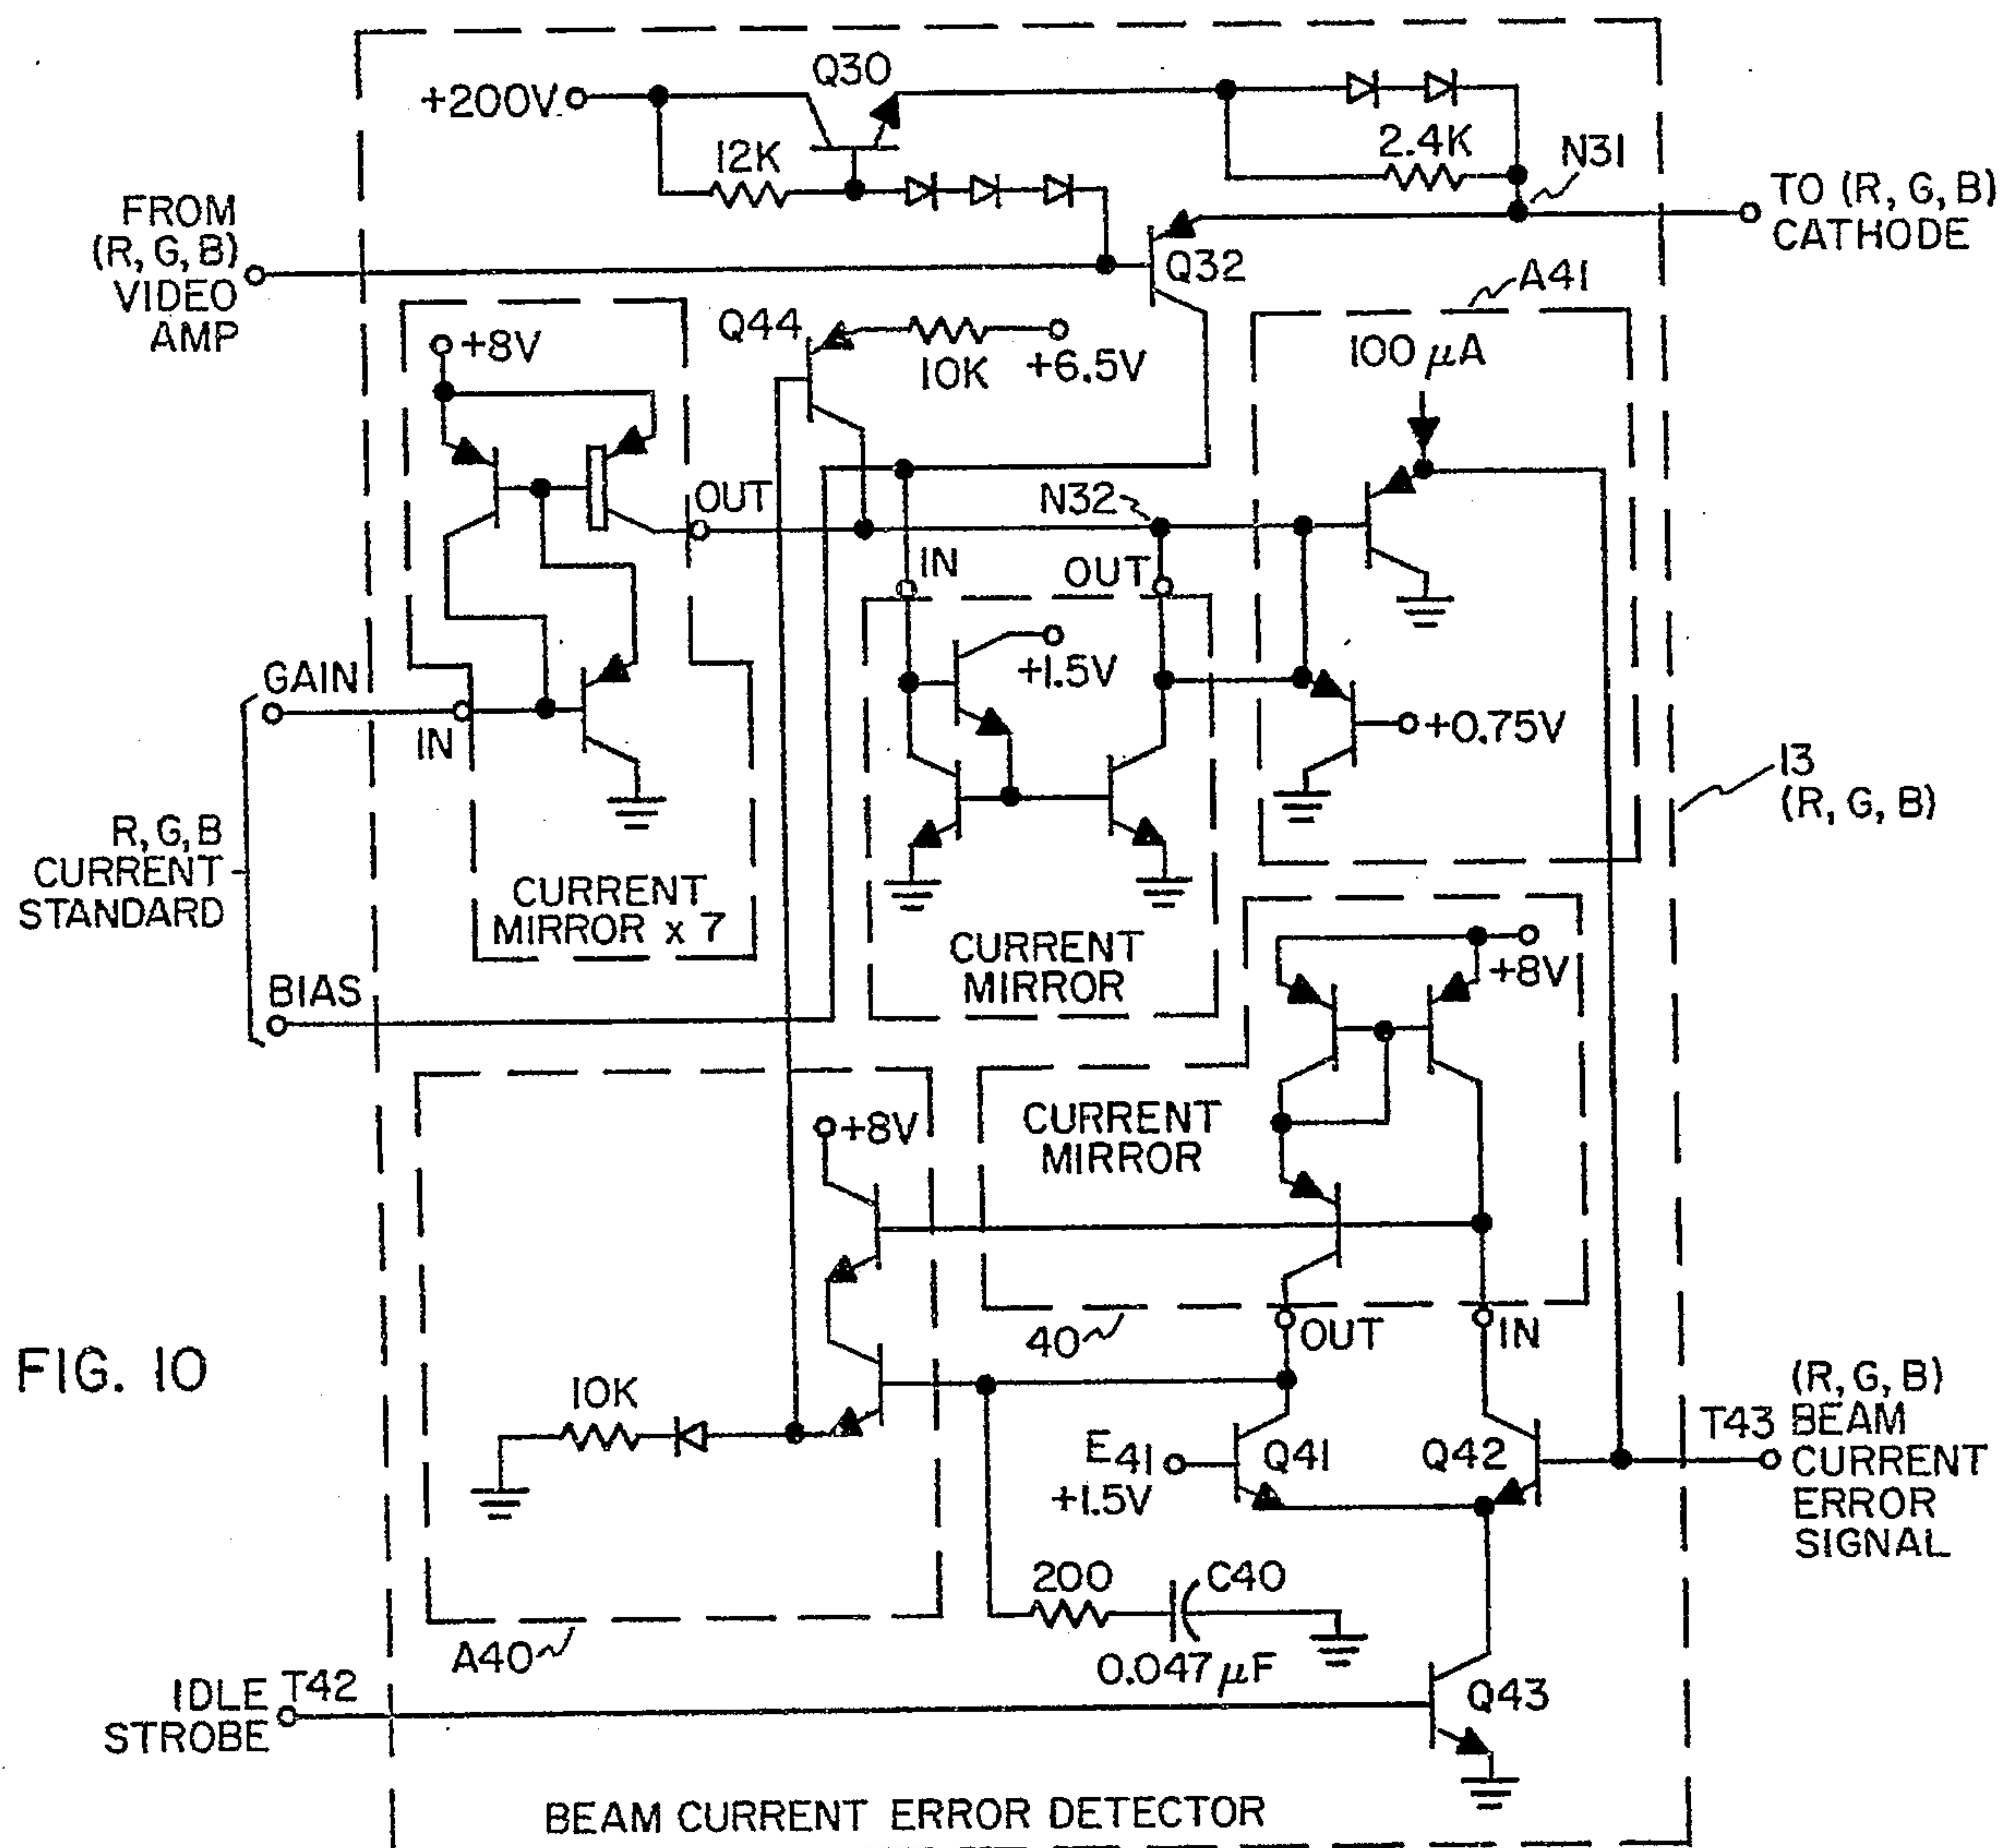 Q30
+200V
12K
2.4K
N31
FROM
(R, G, B)
VIDEO
AMP
TO (R, G, B)
CATHODE
Q32
A41
Q44
+8V
10K
+6.5V
100 μA
OUT
N32
IN
OUT
+1.5V
GAIN
IN
+0.75V
13
(R, G, B)
R, G, B
CURRENT
STANDARD
CURRENT
MIRROR x 7
CURRENT
MIRROR
+8V
BIAS
CURRENT
MIRROR
+8V
40
OUT
IN
FIG. 10
10K
E41
+1.5V
Q41
Q42
T43
(R, G, B)
BEAM
CURRENT
ERROR
SIGNAL
200
C40
0.047 μF
A40
IDLE
STROBE
T42
Q43
BEAM CURRENT ERROR DETECTOR